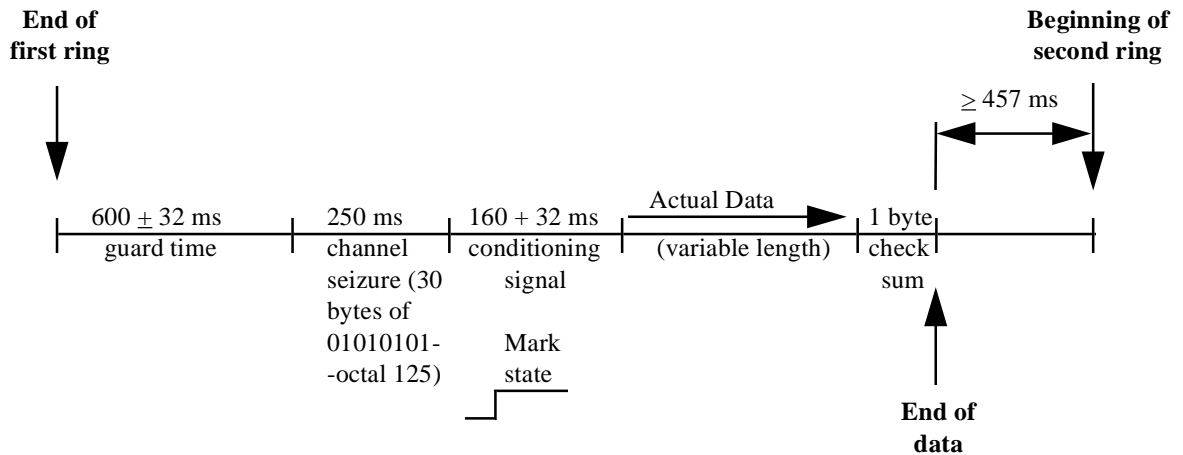 End of
first ring
Beginning of
second ring
≥ 457 ms
600 ± 32 ms
guard time
250 ms
channel
seizure (30
bytes of
01010101-
-octal 125)
160 + 32 ms
conditioning
signal
Mark
state
Actual Data
(variable length)
1 byte
check
sum
End of
data